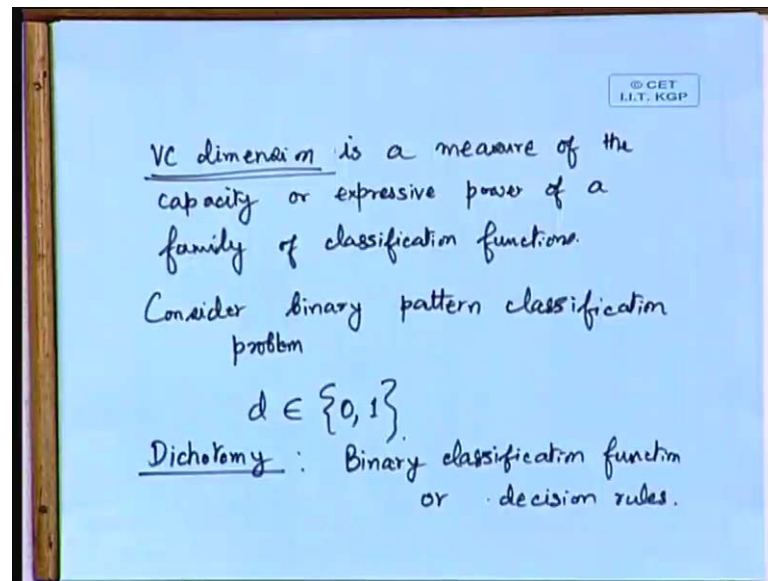 © CET
I.I.T. KGP
VC dimension is a measure of the
capacity or expressive power of a
family of classification functions.
Consider binary pattern classification
problm
d ∈ {0, 1}.
Dichotomy : Binary classification function
or decision rules.